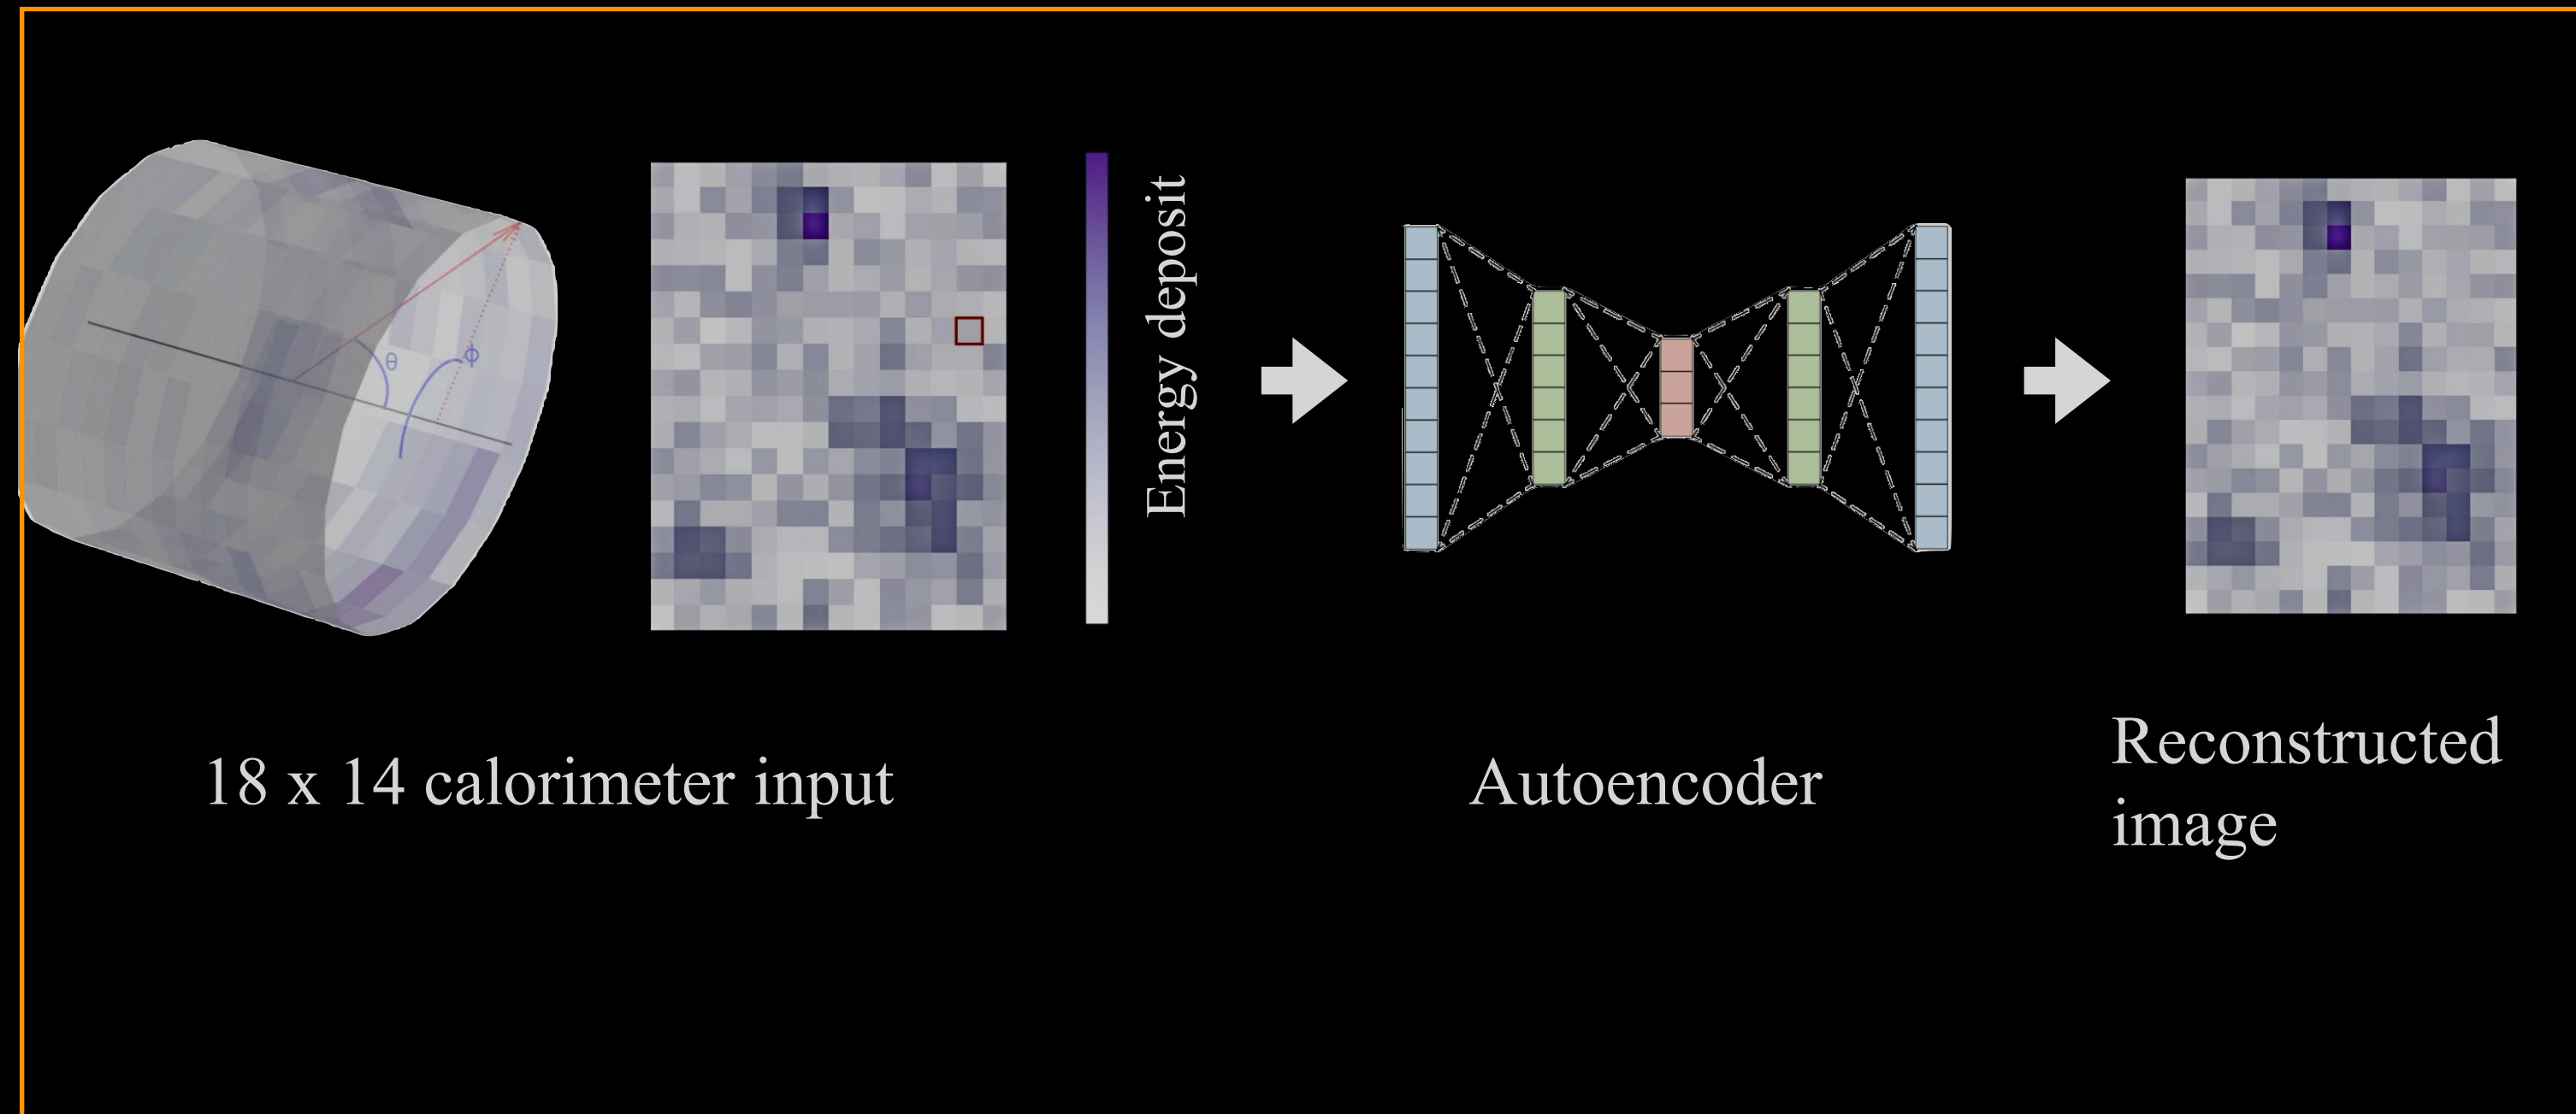 θ
ϕ
Energy deposit
18 x 14 calorimeter input
Autoencoder
Reconstructed
image